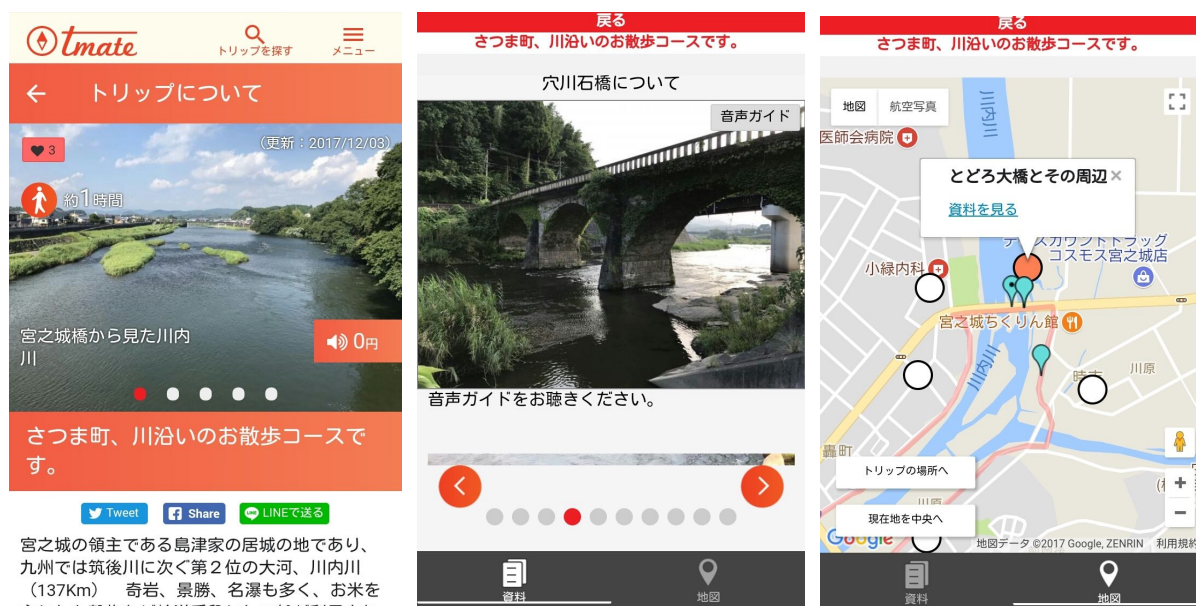 tmate
トリップを探す
メニュー
トリップについて
3
(更新：2017/12/03)
約1時間
宮之城橋から見た川内
川
0円
さつま町、川沿いのお散歩コースで
す。
Tweet
Share
LINEで送る
宮之城の領主である島津家の居城の地であり、
九州では筑後川に次ぐ第２位の大河、川内川
（137Km） 奇岩、景勝、名瀑も多く、お米を
戻る
さつま町、川沿いのお散歩コースです。
穴川石橋について
音声ガイド
音声ガイドをお聴きください。
資料
地図
戻る
さつま町、川沿いのお散歩コースです。
地図
航空写真
川内川
医師会病院
とどろ大橋とその周辺
資料を見る
コスモス宮之城店
小緑内科
宮之城ちくりん館
川内川
川原
トリップの場所へ
川原
現在地を中央へ
Google
地図データ ©2017 Google, ZENRIN
利用規約
資料
地図